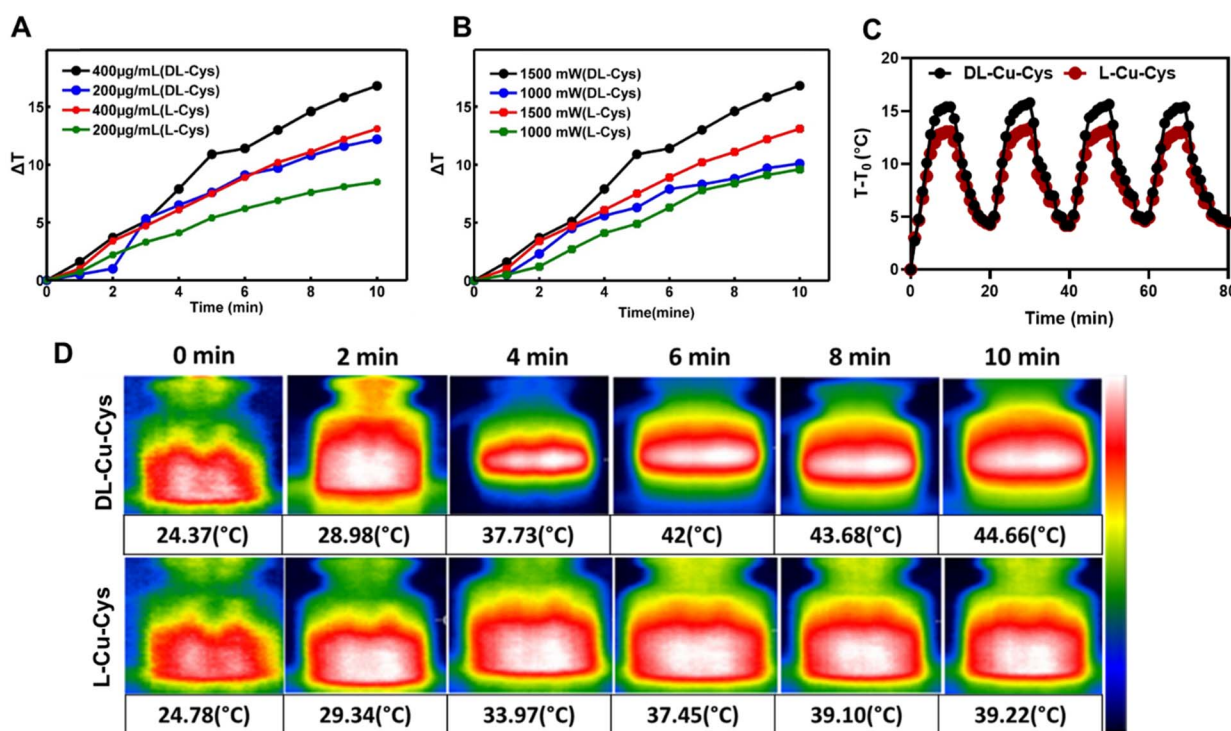 A
B
C
ΔT
15
10
5
0
400µg/mL(DL-Cys)
200µg/mL(DL-Cys)
400µg/mL(L-Cys)
200µg/mL(L-Cys)
0 2 4 6 8 10
Time (min)
ΔT
15
10
5
0
1500 mW(DL-Cys)
1000 mW(DL-Cys)
1500 mW(L-Cys)
1000 mW(L-Cys)
0 2 4 6 8 10
Time(mine)
T-T₀ (°C)
20
15
10
5
0
DL-Cu-Cys L-Cu-Cys
0 20 40 60 80
Time (min)
D
0 min 2 min 4 min 6 min 8 min 10 min
DL-Cu-Cys
24.37(°C) 28.98(°C) 37.73(°C) 42(°C) 43.68(°C) 44.66(°C)
L-Cu-Cys
24.78(°C) 29.34(°C) 33.97(°C) 37.45(°C) 39.10(°C) 39.22(°C)